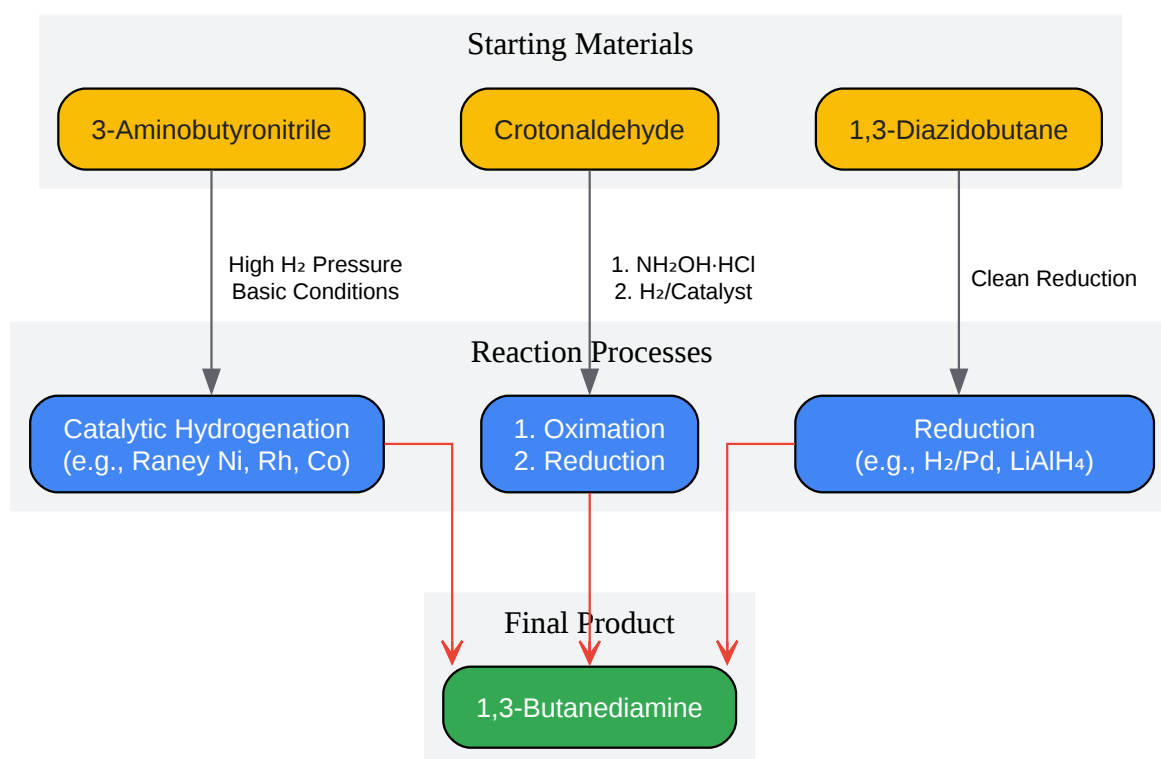 Starting Materials
3-Aminobutyronitrile
Crotonaldehyde
1,3-Diazidobutane
High H₂ Pressure
Basic Conditions
1. NH₂OH·HCl
2. H₂/Catalyst
Clean Reduction
Reaction Processes
Catalytic Hydrogenation
(e.g., Raney Ni, Rh, Co)
1. Oximation
2. Reduction
Reduction
(e.g., H₂/Pd, LiAlH₄)
Final Product
1,3-Butanediamine